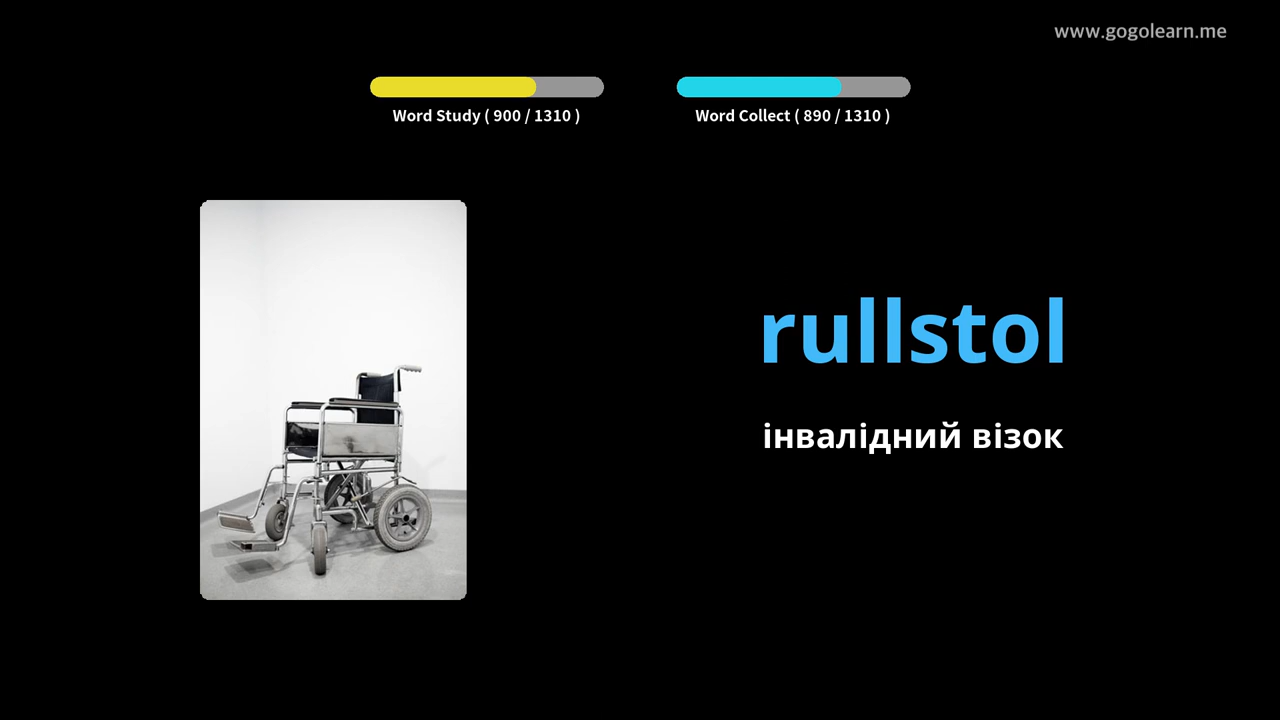 www.gogolearn.me
Word Study ( 900 / 1310 )
Word Collect ( 890 / 1310 )
rullstol
інвалідний візок